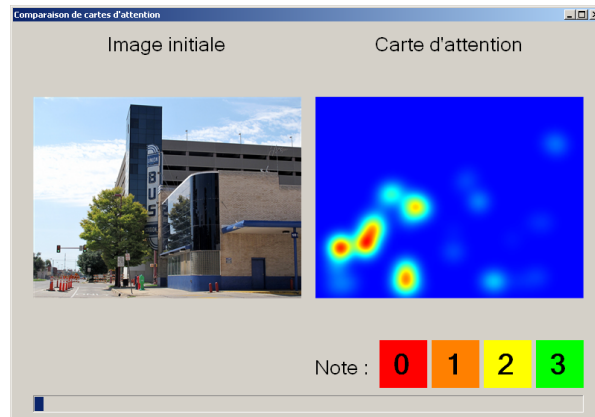 Comparaison de cartes d'attention
Image initiale
Carte d'attention
BUS
Note : 0 1 2 3